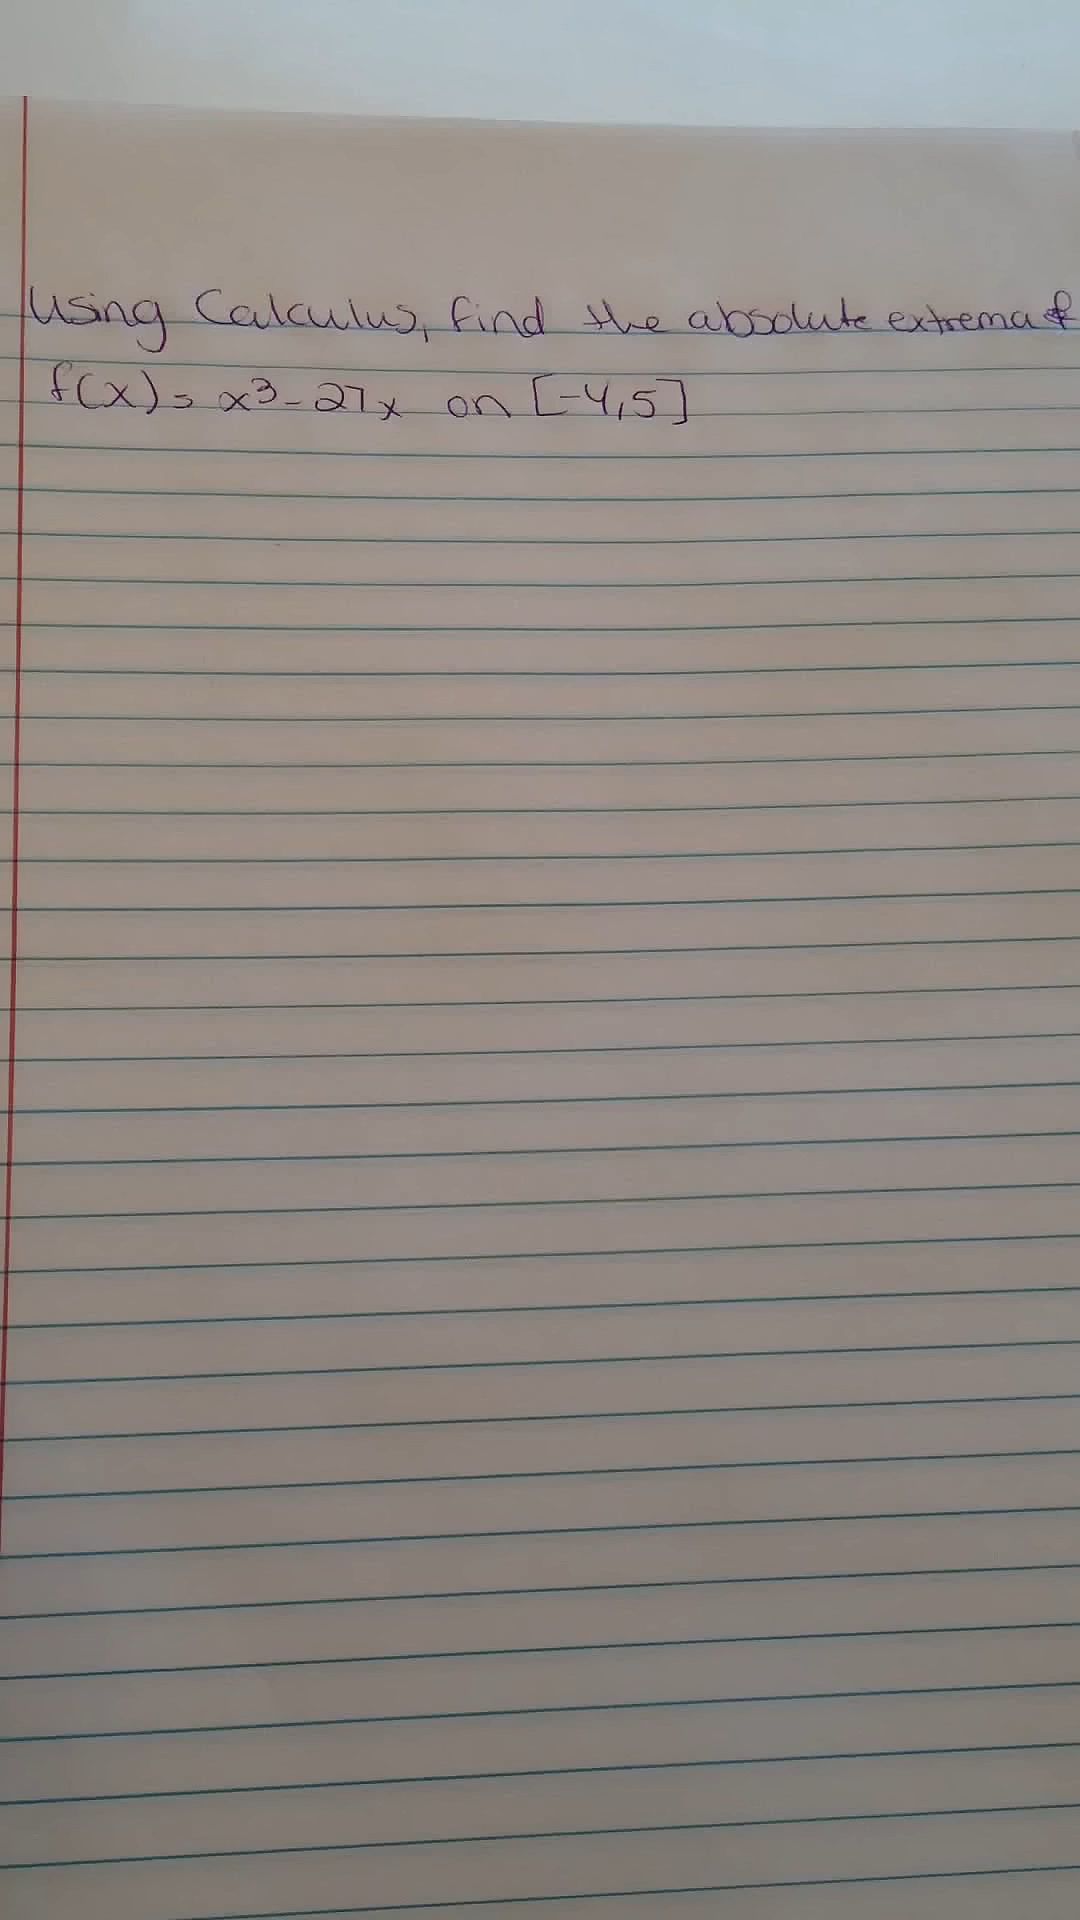 Using Calculus, find the absolute extrema of
f(x) = x³ - 27x on [-4,5]